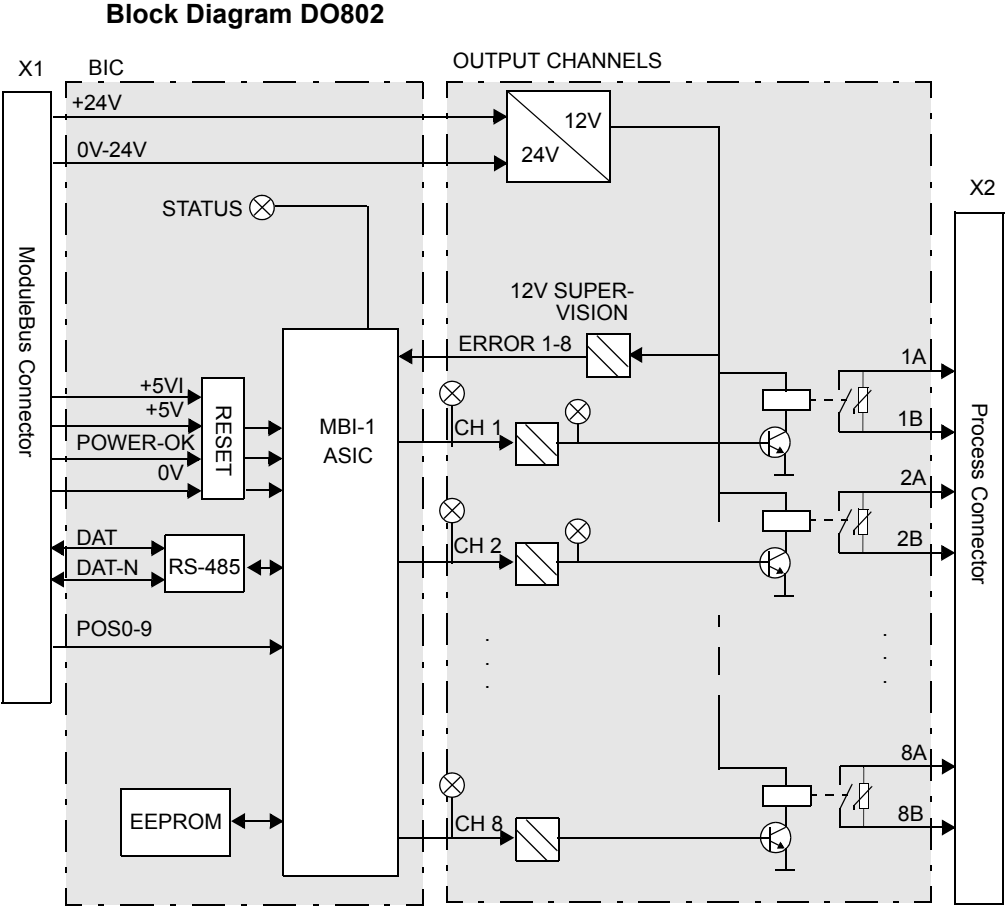 Block Diagram DO802
X1
BIC
OUTPUT CHANNELS
+24V
12V
24V
0V-24V
X2
STATUS
ModuleBus Connector
12V SUPER-
VISION
ERROR 1-8
1A
+5VI
+5V
POWER-OK
0V
RESET
MBI-1
ASIC
CH 1
1B
Process Connector
2A
DAT
DAT-N
RS-485
CH 2
2B
POS0-9
8A
EEPROM
CH 8
8B